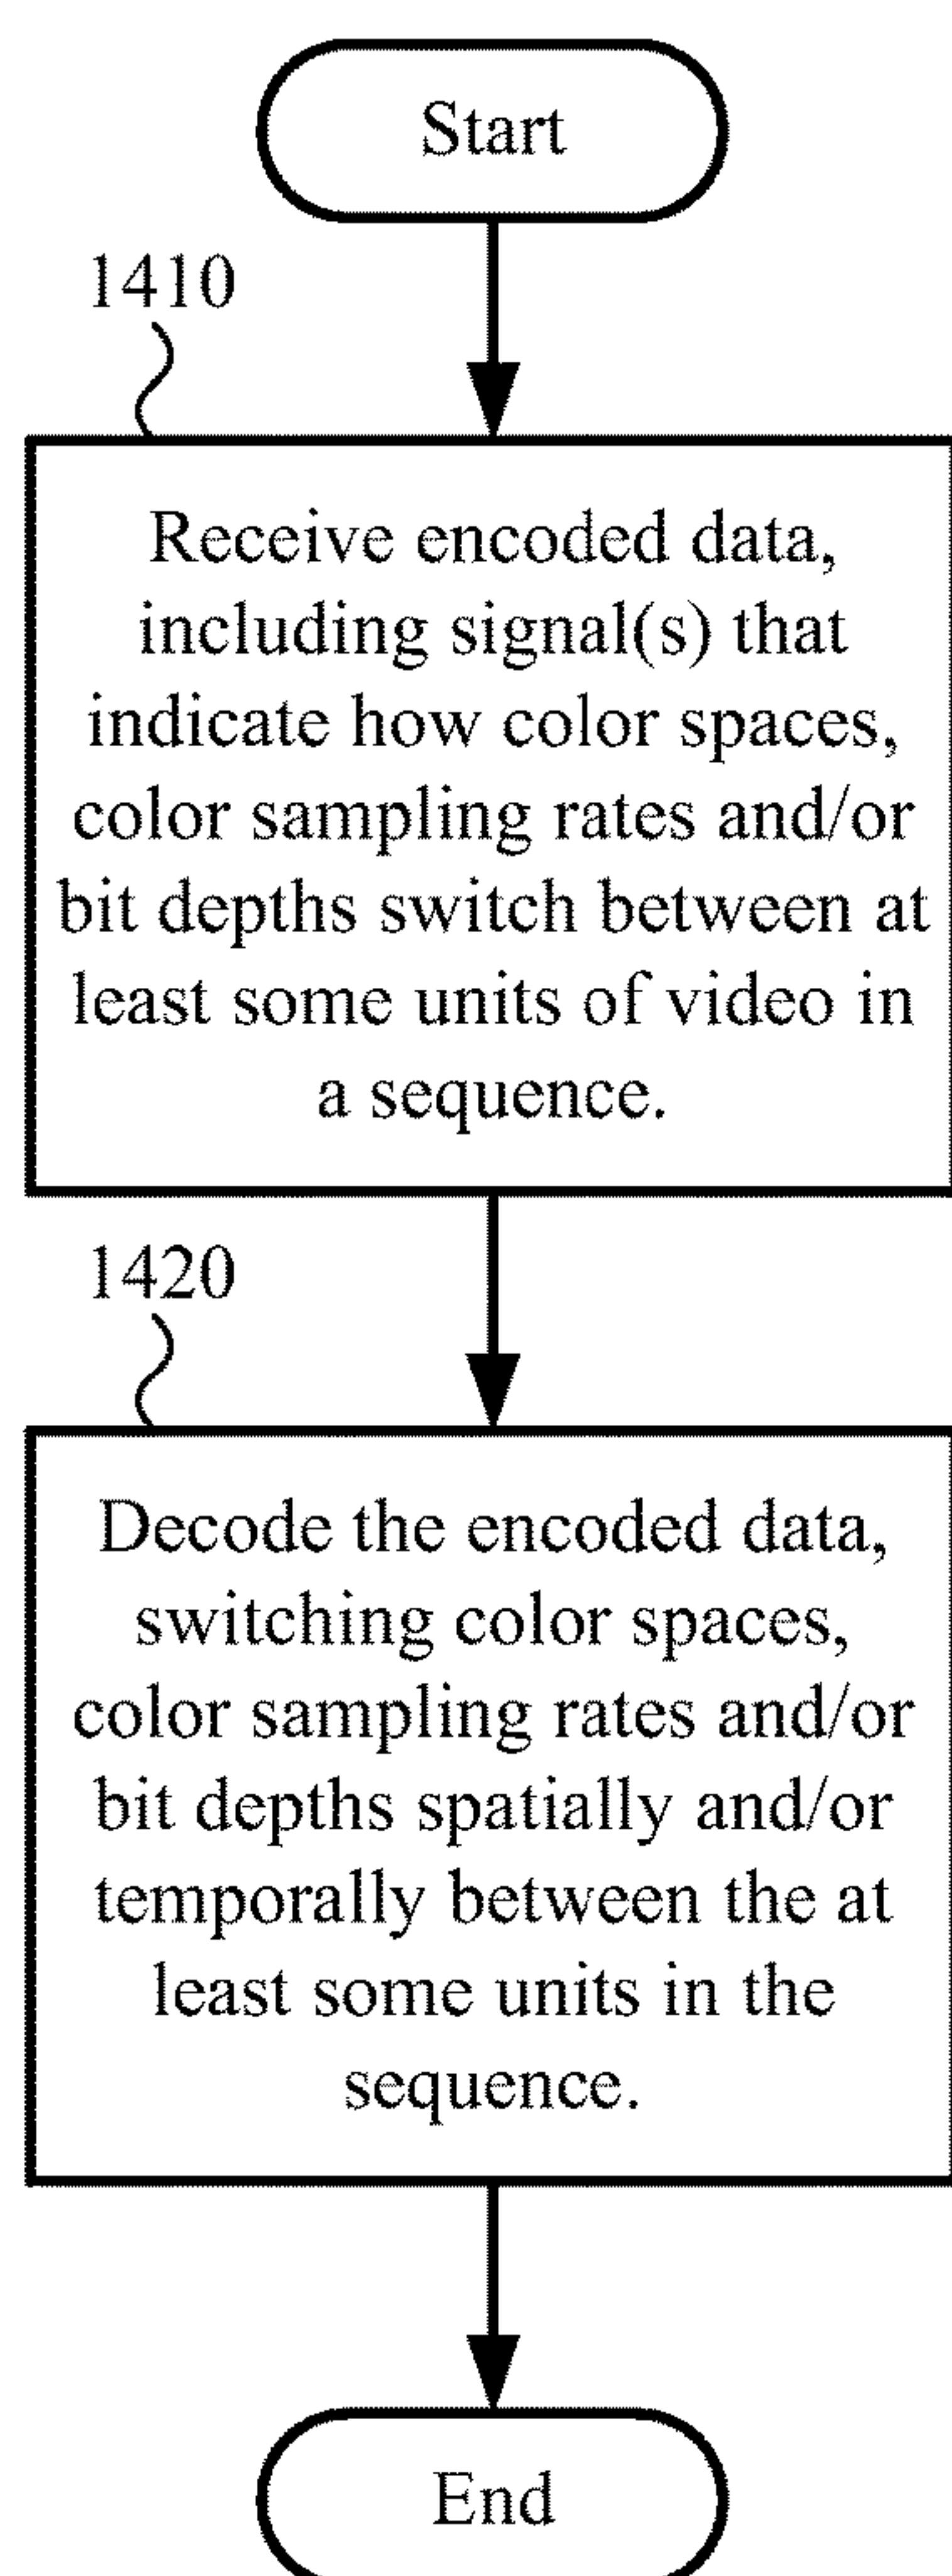 Start
1410
Receive encoded data,
including signal(s) that
indicate how color spaces,
color sampling rates and/or
bit depths switch between at
least some units of video in
a sequence.
1420
Decode the encoded data,
switching color spaces,
color sampling rates and/or
bit depths spatially and/or
temporally between the at
least some units in the
sequence.
End